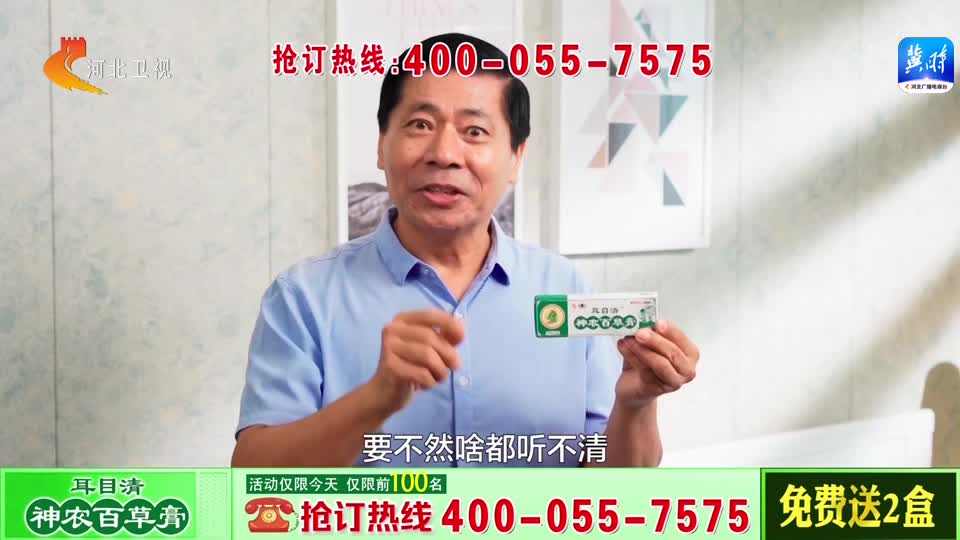 THINGS
抢订热线:400-055-7575
河北卫视
冀时
河北广播电视台
耳目清
神农百草膏
要不然啥都听不清
耳目清
神农百草膏
活动仅限今天 仅限前100名
抢订热线 400-055-7575
免费送2盒